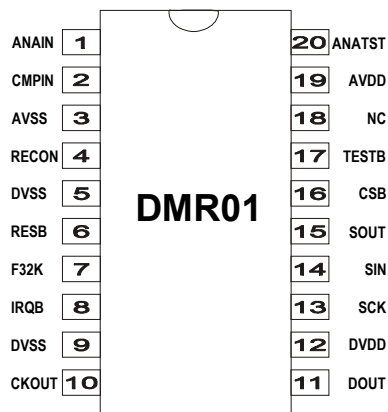 ANAIN 1 20 ANATST
CMPIN 2 19 AVDD
AVSS 3 18 NC
RECON 4 17 TESTB
DVSS 5 16 CSB
DMR01
RESB 6 15 SOUT
F32K 7 14 SIN
IRQB 8 13 SCK
DVSS 9 12 DVDD
CKOUT 10 11 DOUT